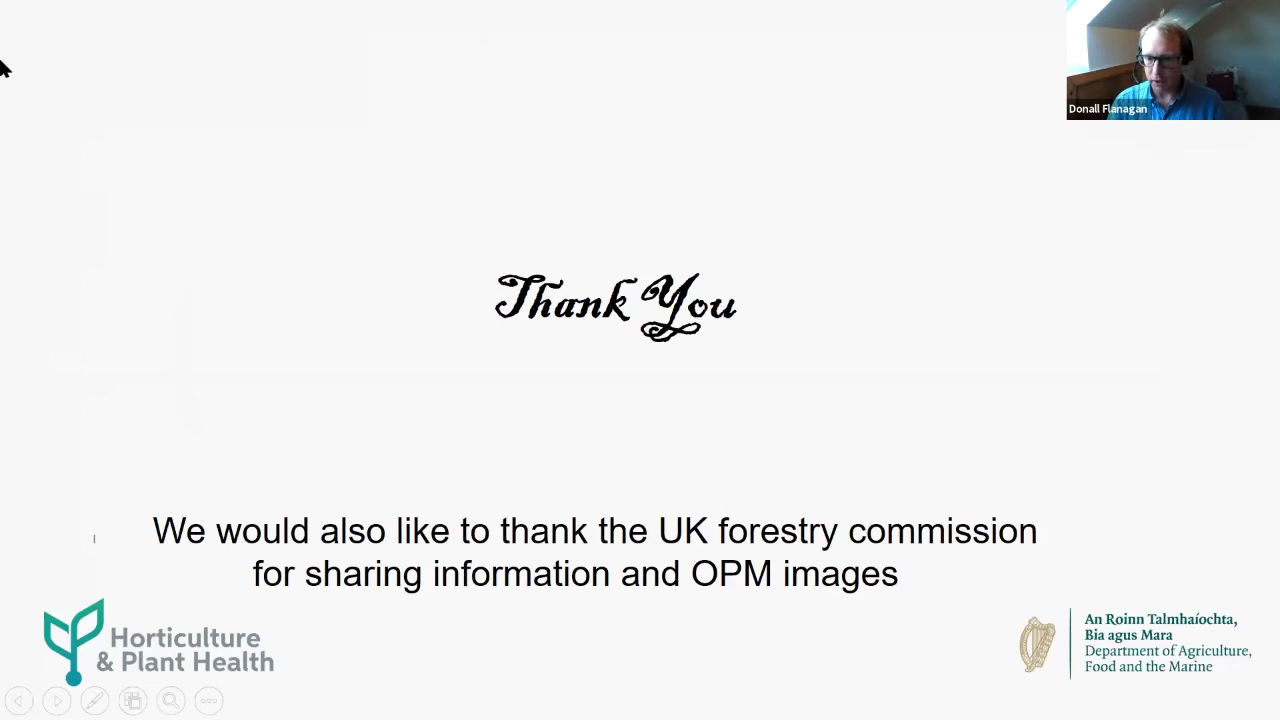 Donall Flanagan
Thank You
We would also like to thank the UK forestry commission
for sharing information and OPM images
Horticulture
& Plant Health
An Roinn Talmhaíochta,
Bia agus Mara
Department of Agriculture,
Food and the Marine